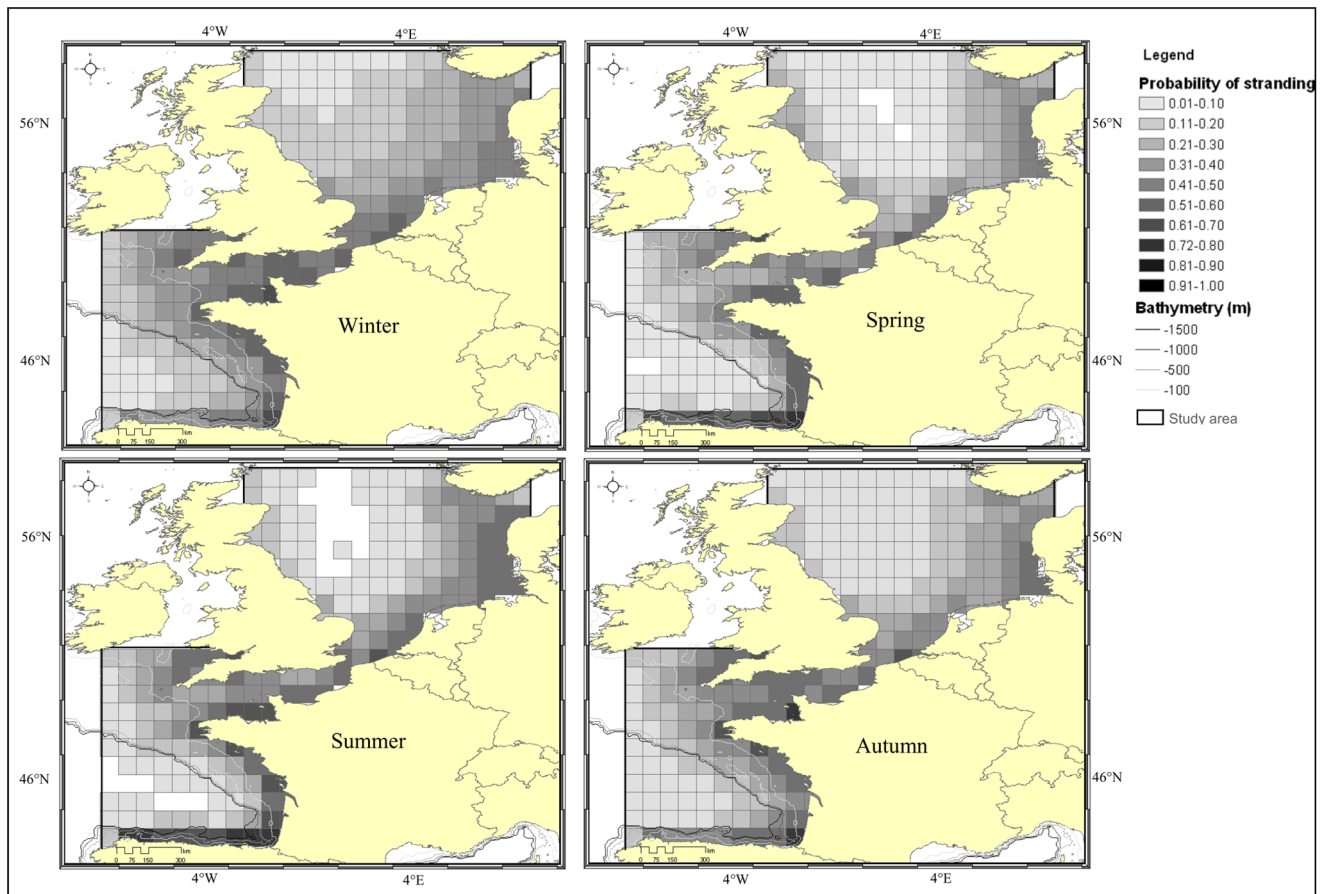 4°W
4°E
4°W
4°E
56°N
46°N
56°N
46°N
Winter
0 75 150 300
km
Spring
0 75 150 300
km
Legend
Probability of stranding
0.01-0.10
0.11-0.20
0.21-0.30
0.31-0.40
0.41-0.50
0.51-0.60
0.61-0.70
0.72-0.80
0.81-0.90
0.91-1.00
Bathymetry (m)
-1500
-1000
-500
-100
Study area
56°N
46°N
56°N
46°N
Summer
0 75 150 300
km
Autumn
0 75 150 300
km
4°W
4°E
4°W
4°E